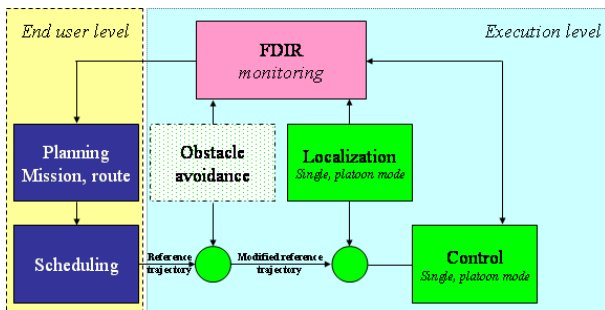 End user level
Execution level
FDIR
monitoring
Planning
Mission, route
Obstacle
avoidance
Localization
Single, platoon mode
Scheduling
Reference
trajectory
Modified reference
trajectory
Control
Single, platoon mode